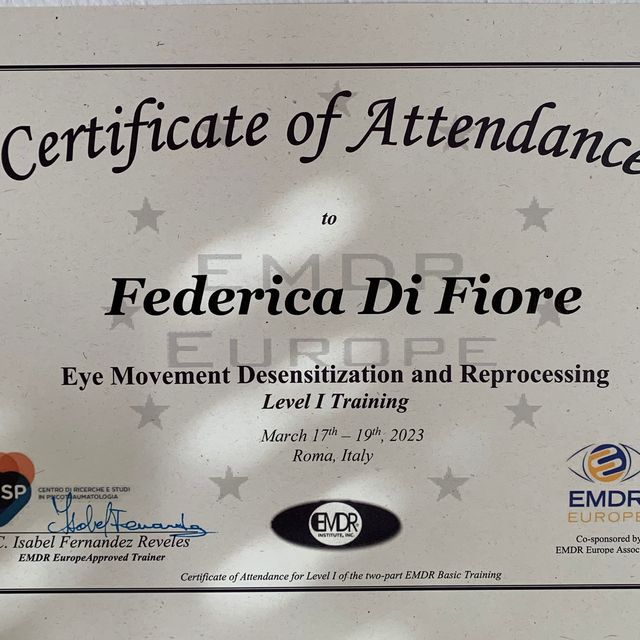 Certificate of Attendance
to
EMDR
Federica Di Fiore
EUROPE
Eye Movement Desensitization and Reprocessing
Level I Training
March 17th – 19th, 2023
Roma, Italy
SP
CENTRO DI RICERCHE E STUDI
IN PSICOTRAUMATOLOGIA
Isabel Fernandez
C. Isabel Fernandez Reveles
EMDR EuropeApproved Trainer
EMDR
INSTITUTE, INC.
EMDR
EUROPE
Co-sponsored by
EMDR Europe Assoc
Certificate of Attendance for Level I of the two-part EMDR Basic Training